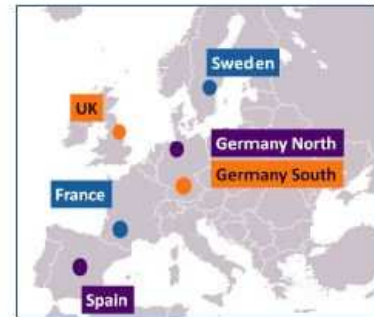 Sweden
UK
Germany North
Germany South
France
Spain